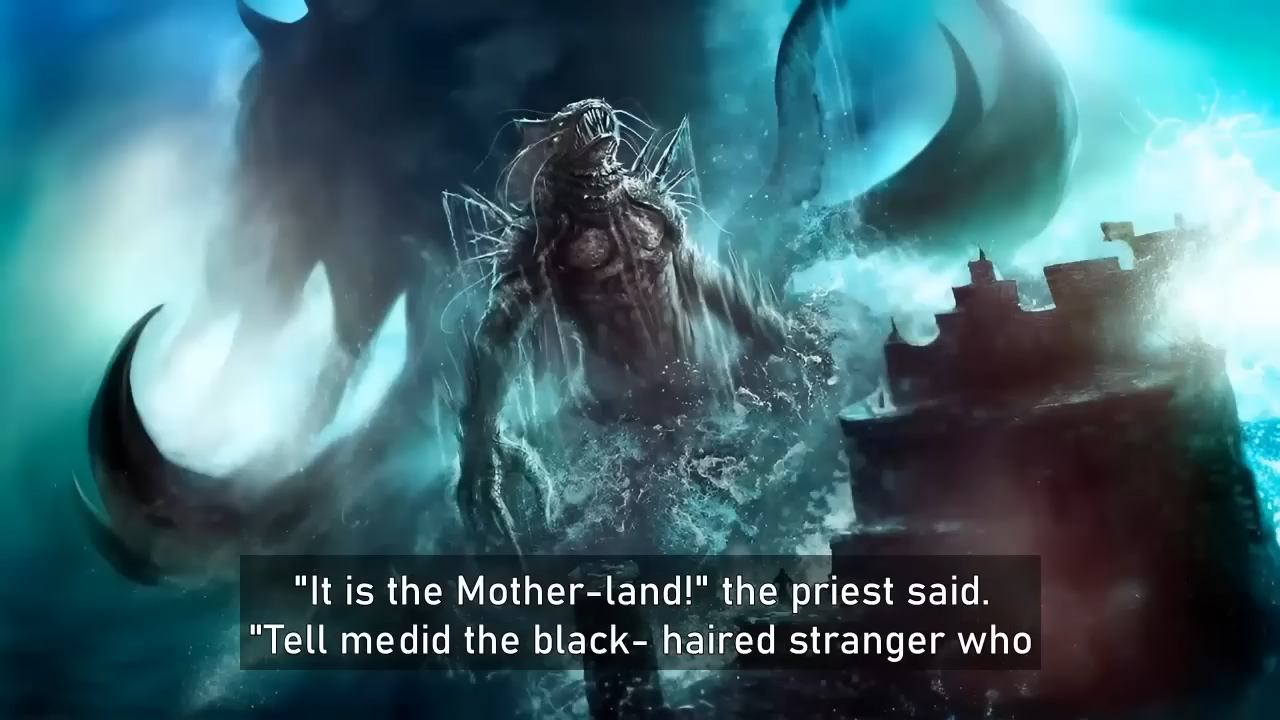 "It is the Mother-land!" the priest said.
"Tell medid the black- haired stranger who